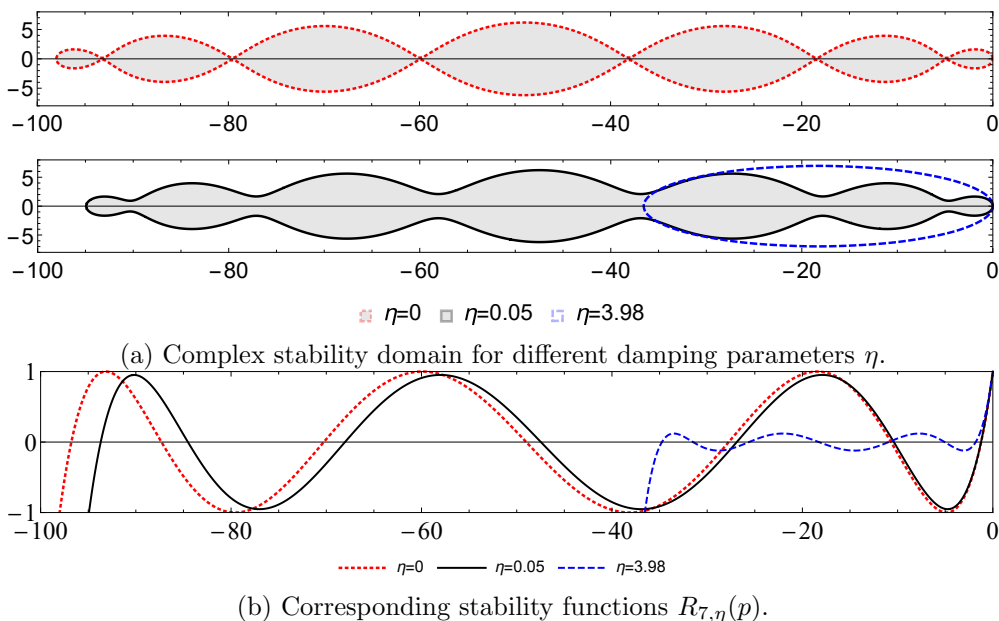 5
0
−5
−100 −80 −60 −40 −20 0
5
0
−5
−100 −80 −60 −40 −20 0
η=0 η=0.05 η=3.98
(a) Complex stability domain for different damping parameters η.
1
0
−1
−100 −80 −60 −40 −20 0
η=0 η=0.05 η=3.98
(b) Corresponding stability functions R7,η(p).